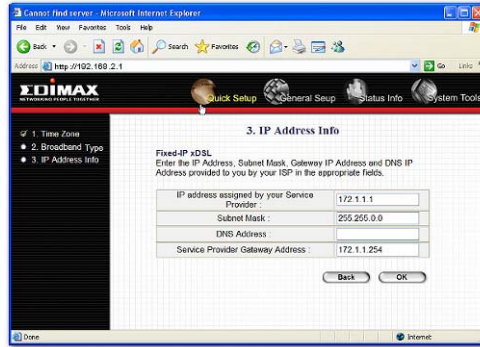 Cannot find server - Microsoft Internet Explorer
File Edit View Favorites Tools Help
Back Search Favorites
Address http://192.168.2.1 Go Links
EDIMAX
NETWORKING PEOPLE TOGETHER
Quick Setup General Seup Status Info System Tools
1. Time Zone
2. Broadband Type
3. IP Address Info
3. IP Address Info
Fixed-IP xDSL
Enter the IP Address, Subnet Mask, Gateway IP Address and DNS IP
Address provided to you by your ISP in the appropriate fields.
IP address assigned by your Service
Provider :
172.1.1.1
Subnet Mask : 255.255.0.0
DNS Address :
Service Provider Gataway Address : 172.1.1.254
Back OK
Done Internet